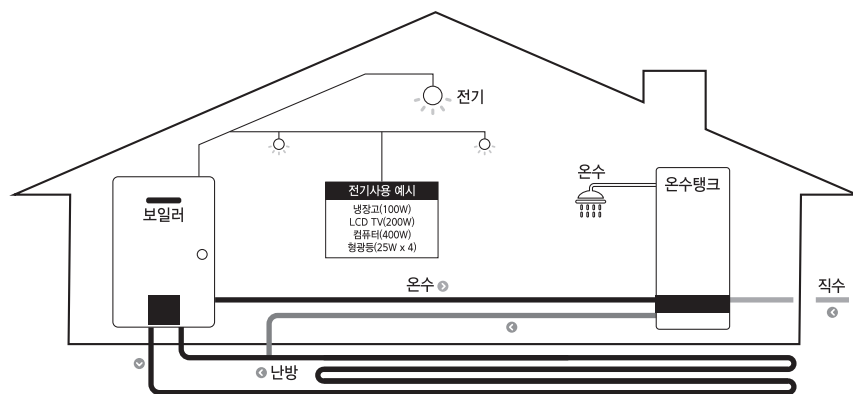 전기
보일러
전기사용 예시
냉장고(100W)
LCD TV(200W)
컴퓨터(400W)
형광등(25W x 4)
온수
온수탱크
온수
직수
난방